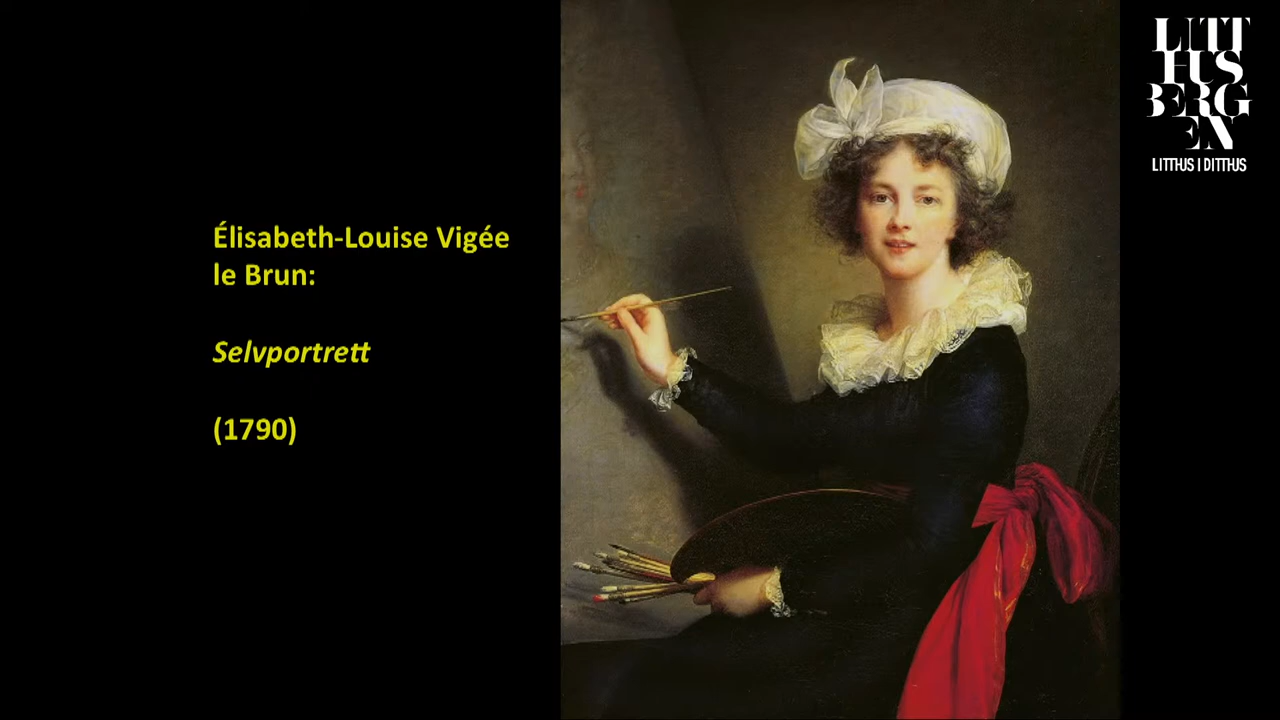 Élisabeth-Louise Vigée
le Brun:
Selvportrett
(1790)
LITT
HUS
BERG
EN
LITTHUS I DITTHUS